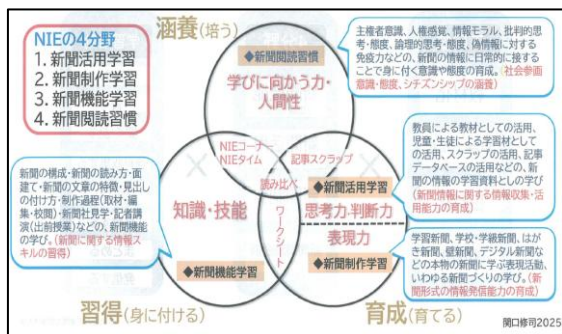 涵養(培う)
NIEの4分野
1. 新聞活用学習
2. 新聞制作学習
3. 新聞機能学習
4. 新聞閲読習慣
主権者意識、人権感覚、情報モラル、批判的思
考・態度、論理的思考・態度、偽情報に対する
免疫力などの、新聞の情報に日常的に接する
ことで身に付く意識や態度の育成。(社会参画
意識・態度、シチズンシップの涵養)
◆新聞閲読習慣
学びに向かう力・
人間性
NIEコーナー
NIEタイム
記事スクラップ
読み比べ
教員による教材としての活用、
児童・生徒による学習材とし
ての活用、スクラップの活用、記事
データベースの活用などの、新
聞の情報の学習資料としの学び
(新聞情報に関する情報収集・活
用能力の育成)
新聞の構成・新聞の読み方・面
建て・新聞の文章の特徴・見出し
の付け方・制作過程(取材・編
集・校閲)・新聞社見学・記者講
演(出前授業)などの、新聞機能
の学び。(新聞に関する情報ス
キルの習得)
知識・技能
ワークシート
◆新聞活用学習
思考力・判断力
表現力
◆新聞制作学習
◆新聞機能学習
学習新聞、学校・学級新聞、はが
き新聞、壁新聞、デジタル新聞な
どの本物の新聞に学ぶ表現活動、
いわゆる新聞づくりの学び。(新
聞形式の情報発信能力の育成)
習得(身に付ける)
育成(育てる)
関口修司2025